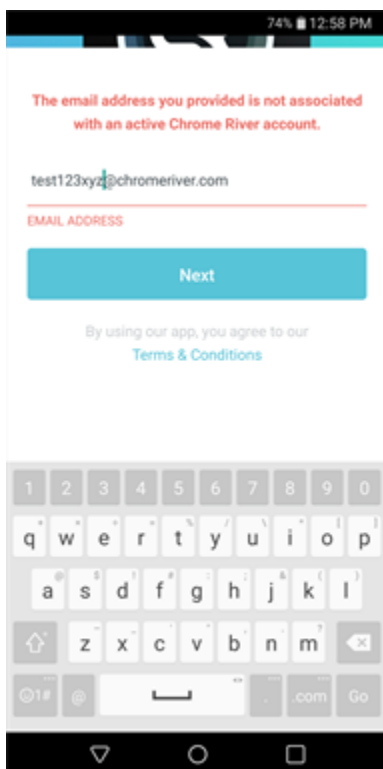 74% 12:58 PM
The email address you provided is not associated
with an active Chrome River account.
test123xyz@chromeriver.com
EMAIL ADDRESS
Next
By using our app, you agree to our
Terms & Conditions
1 2 3 4 5 6 7 8 9 0
q w e r t y u i o p
a s d f g h j k l
z x c v b n m
☺1# @ . .com Go